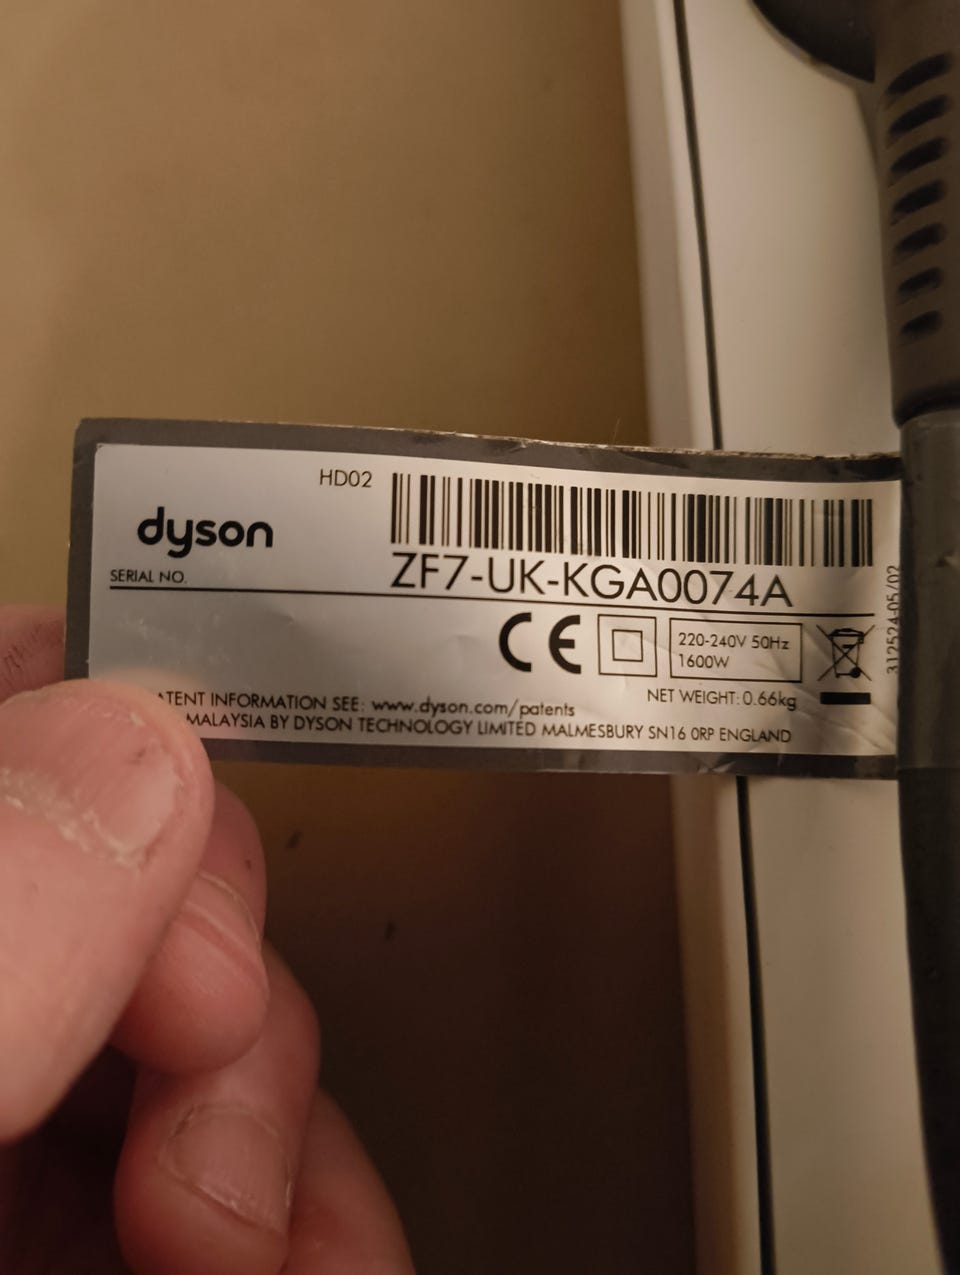 HD02
dyson
SERIAL NO.
ZF7-UK-KGA0074A
CE
220-240V 50Hz
1600W
312524-05/02
NET WEIGHT: 0.66kg
ATENT INFORMATION SEE: www.dyson.com/patents
MALAYSIA BY DYSON TECHNOLOGY LIMITED MALMESBURY SN16 0RP ENGLAND